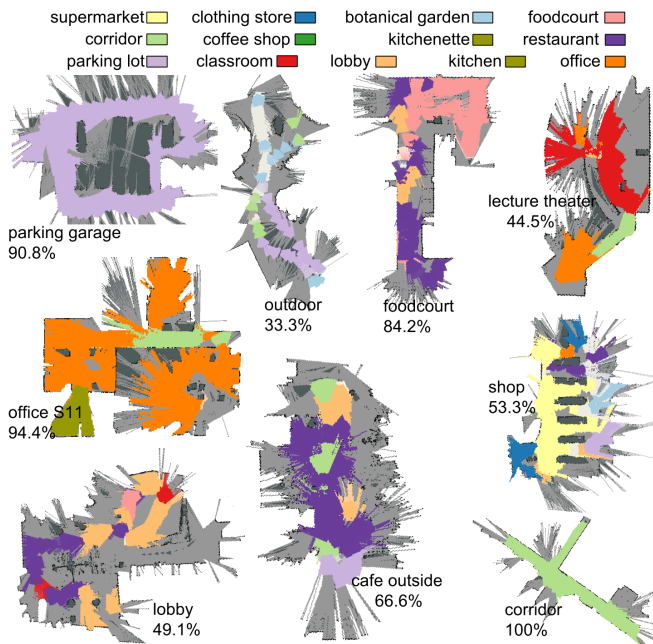 supermarket clothing store botanical garden foodcourt
corridor coffee shop kitchenette restaurant
parking lot classroom lobby kitchen office
parking garage
90.8%
outdoor
33.3%
foodcourt
84.2%
lecture theater
44.5%
office S11
94.4%
shop
53.3%
lobby
49.1%
cafe outside
66.6%
corridor
100%